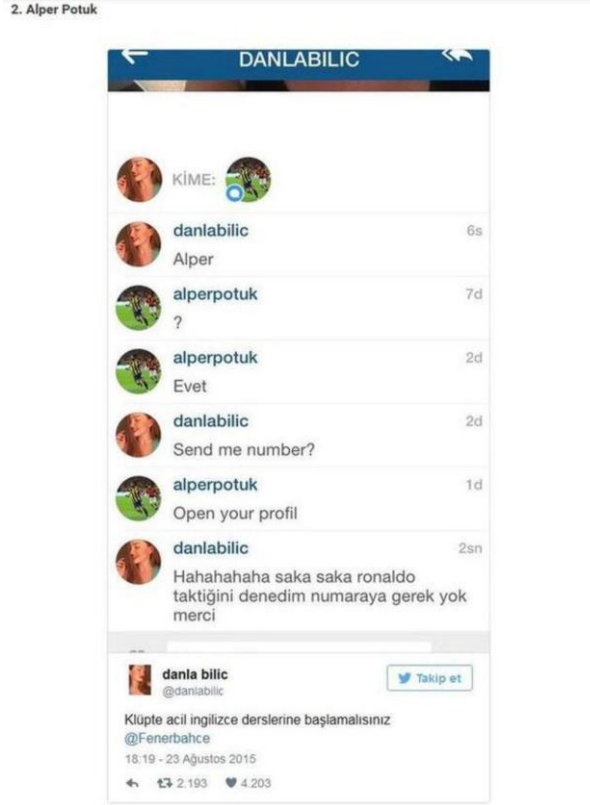 2. Alper Potuk
DANLABILIC
KİME:
danlabilic 6s
Alper
alperpotuk 7d
?
alperpotuk 2d
Evet
danlabilic 2d
Send me number?
alperpotuk 1d
Open your profil
danlabilic 2sn
Hahahahaha saka saka ronaldo
taktiğini denedim numaraya gerek yok
merci
danla bilic
@danlabilic
Takip et
Klüpte acil ingilizce derslerine başlamalısınız
@Fenerbahce
18:19 - 23 Ağustos 2015
2.193 4.203